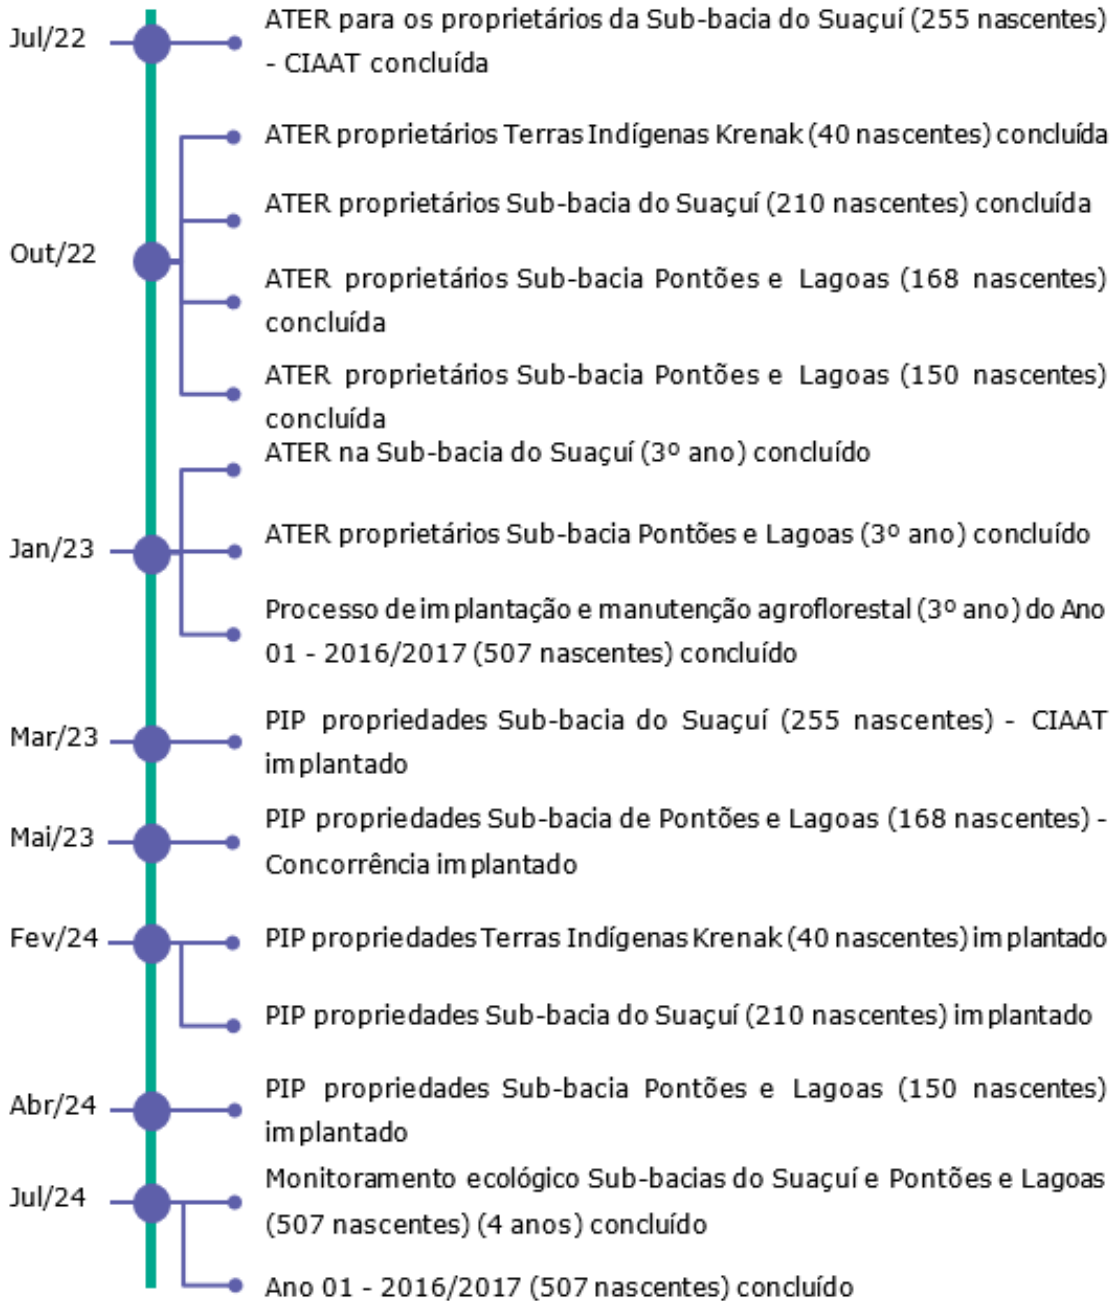 Jul/22
ATER para os proprietários da Sub-bacia do Suaçuí (255 nascentes)
- CIAAT concluída
Out/22
ATER proprietários Terras Indígenas Krenak (40 nascentes) concluída
ATER proprietários Sub-bacia do Suaçuí (210 nascentes) concluída
ATER proprietários Sub-bacia Pontões e Lagoas (168 nascentes)
concluída
ATER proprietários Sub-bacia Pontões e Lagoas (150 nascentes)
concluída
Jan/23
ATER na Sub-bacia do Suaçuí (3º ano) concluído
ATER proprietários Sub-bacia Pontões e Lagoas (3º ano) concluído
Processo de implantação e manutenção agroflorestal (3º ano) do Ano
01 - 2016/2017 (507 nascentes) concluído
Mar/23
PIP propriedades Sub-bacia do Suaçuí (255 nascentes) - CIAAT
implantado
Mai/23
PIP propriedades Sub-bacia de Pontões e Lagoas (168 nascentes) -
Concorrência implantado
Fev/24
PIP propriedades Terras Indígenas Krenak (40 nascentes) implantado
PIP propriedades Sub-bacia do Suaçuí (210 nascentes) implantado
Abr/24
PIP propriedades Sub-bacia Pontões e Lagoas (150 nascentes)
implantado
Jul/24
Monitoramento ecológico Sub-bacias do Suaçuí e Pontões e Lagoas
(507 nascentes) (4 anos) concluído
Ano 01 - 2016/2017 (507 nascentes) concluído